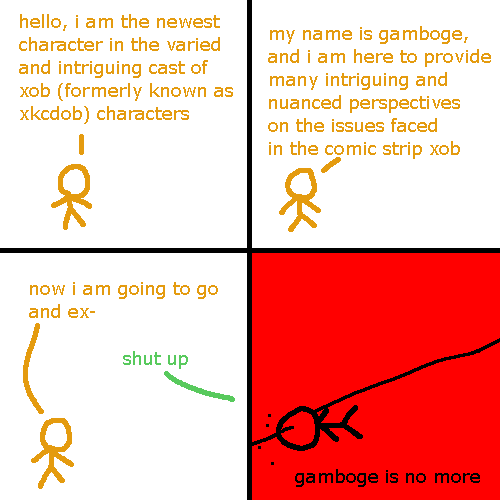 hello, i am the newest
character in the varied
and intriguing cast of
xob (formerly known as
xkcdob) characters
my name is gamboge,
and i am here to provide
many intriguing and
nuanced perspectives
on the issues faced
in the comic strip xob
now i am going to go
and ex-
shut up
gamboge is no more